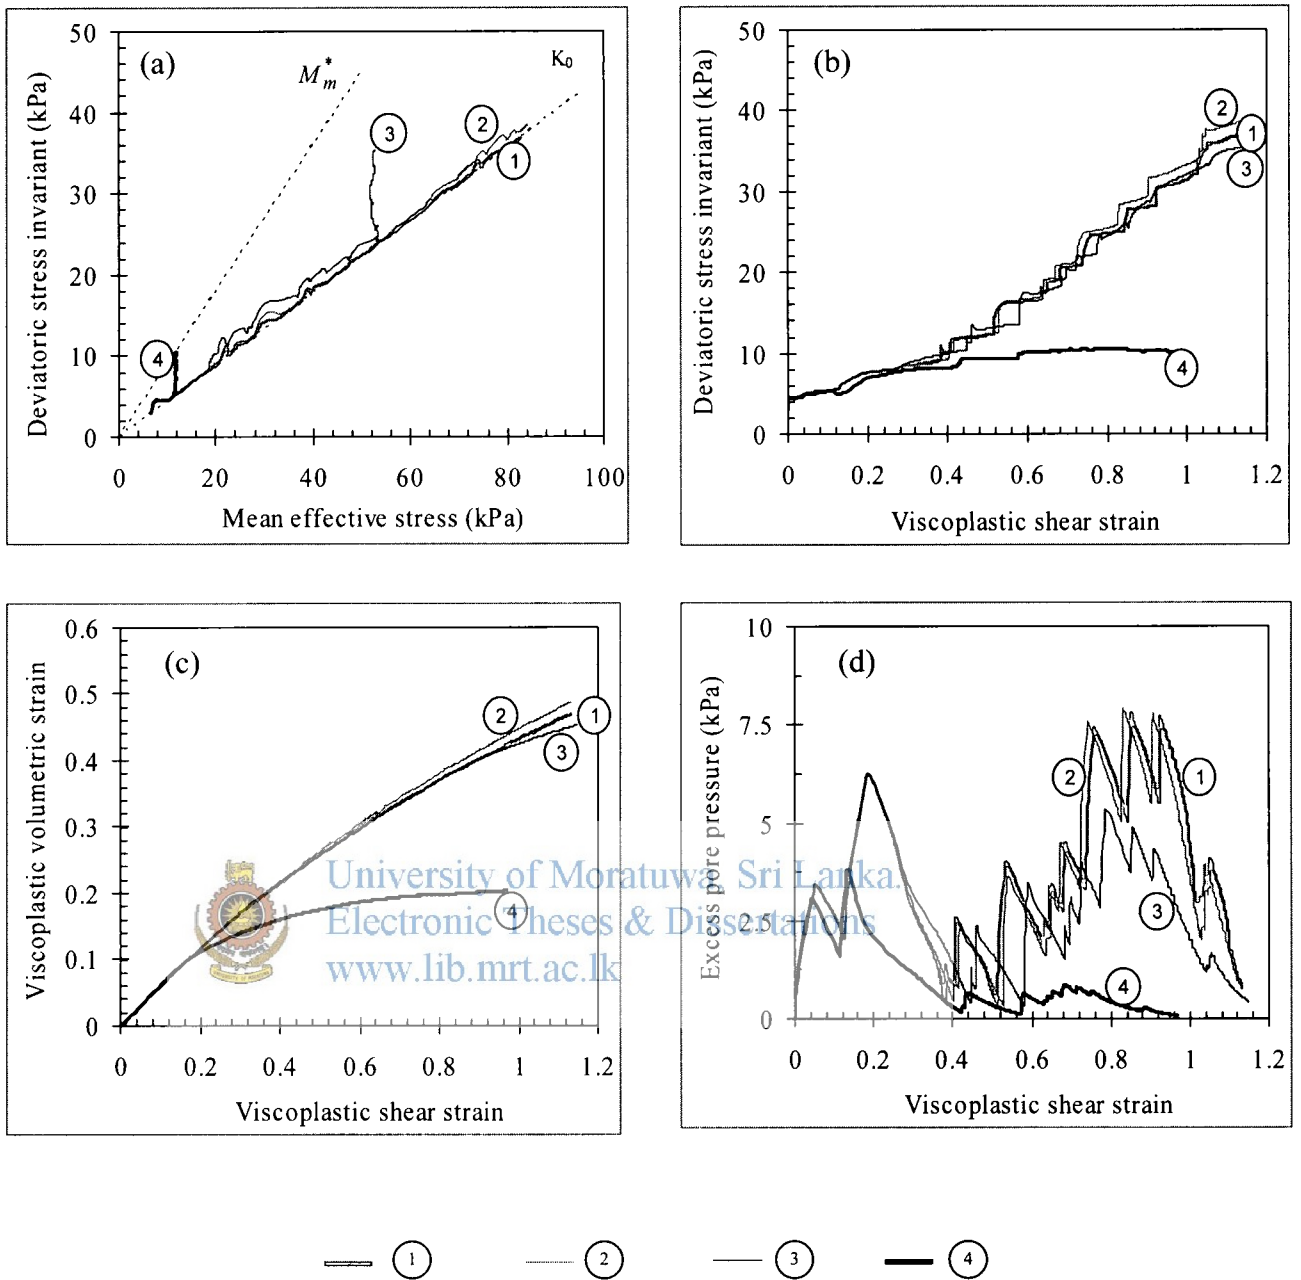 (a)
M*m
K0
50
40
30
20
10
0
0 20 40 60 80 100
Deviatoric stress invariant (kPa)
Mean effective stress (kPa)
1
2
3
4
(b)
50
40
30
20
10
0
0 0.2 0.4 0.6 0.8 1 1.2
Deviatoric stress invariant (kPa)
Viscoplastic shear strain
2
1
3
4
(c)
0.6
0.5
0.4
0.3
0.2
0.1
0
0 0.2 0.4 0.6 0.8 1 1.2
Viscoplastic volumetric strain
Viscoplastic shear strain
2
1
3
4
(d)
10
7.5
5
2.5
0
0 0.2 0.4 0.6 0.8 1 1.2
Excess pore pressure (kPa)
Viscoplastic shear strain
2
1
3
4
University of Moratuwa, Sri Lanka.
Electronic Theses & Dissertations
www.lib.mrt.ac.lk
1 2 3 4